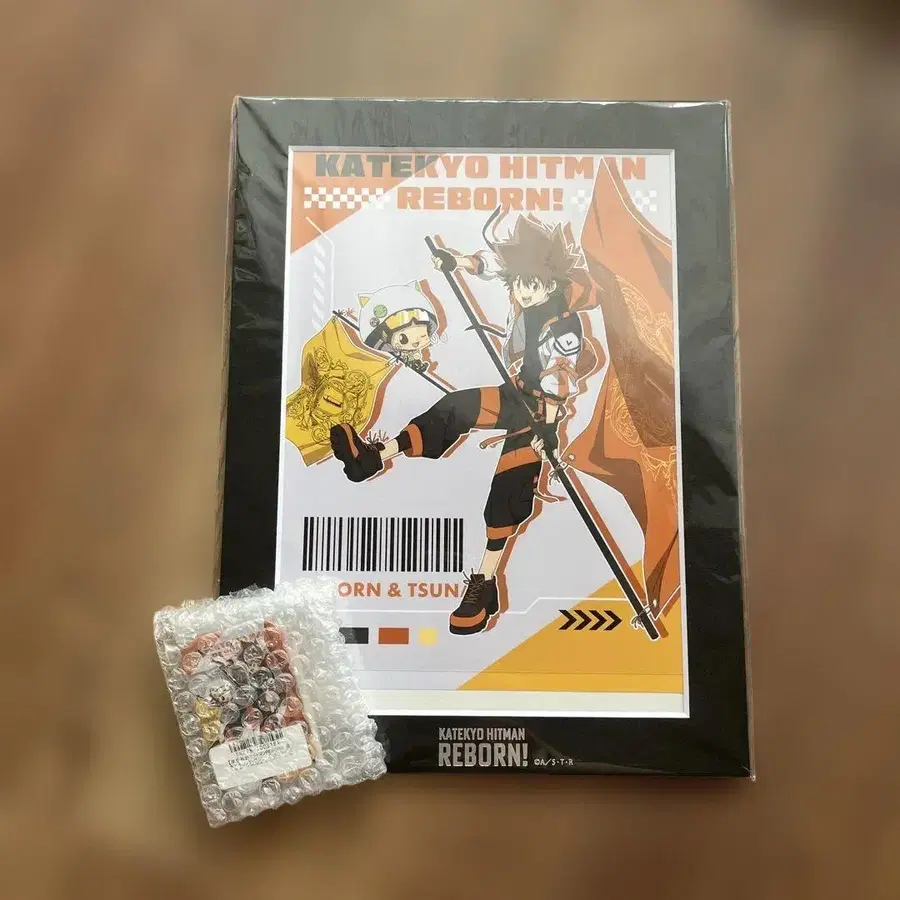 KATEKYO HITMAN
REBORN!
ORN & TSUN
KATEKYO HITMAN
REBORN!
©A/S・T・R